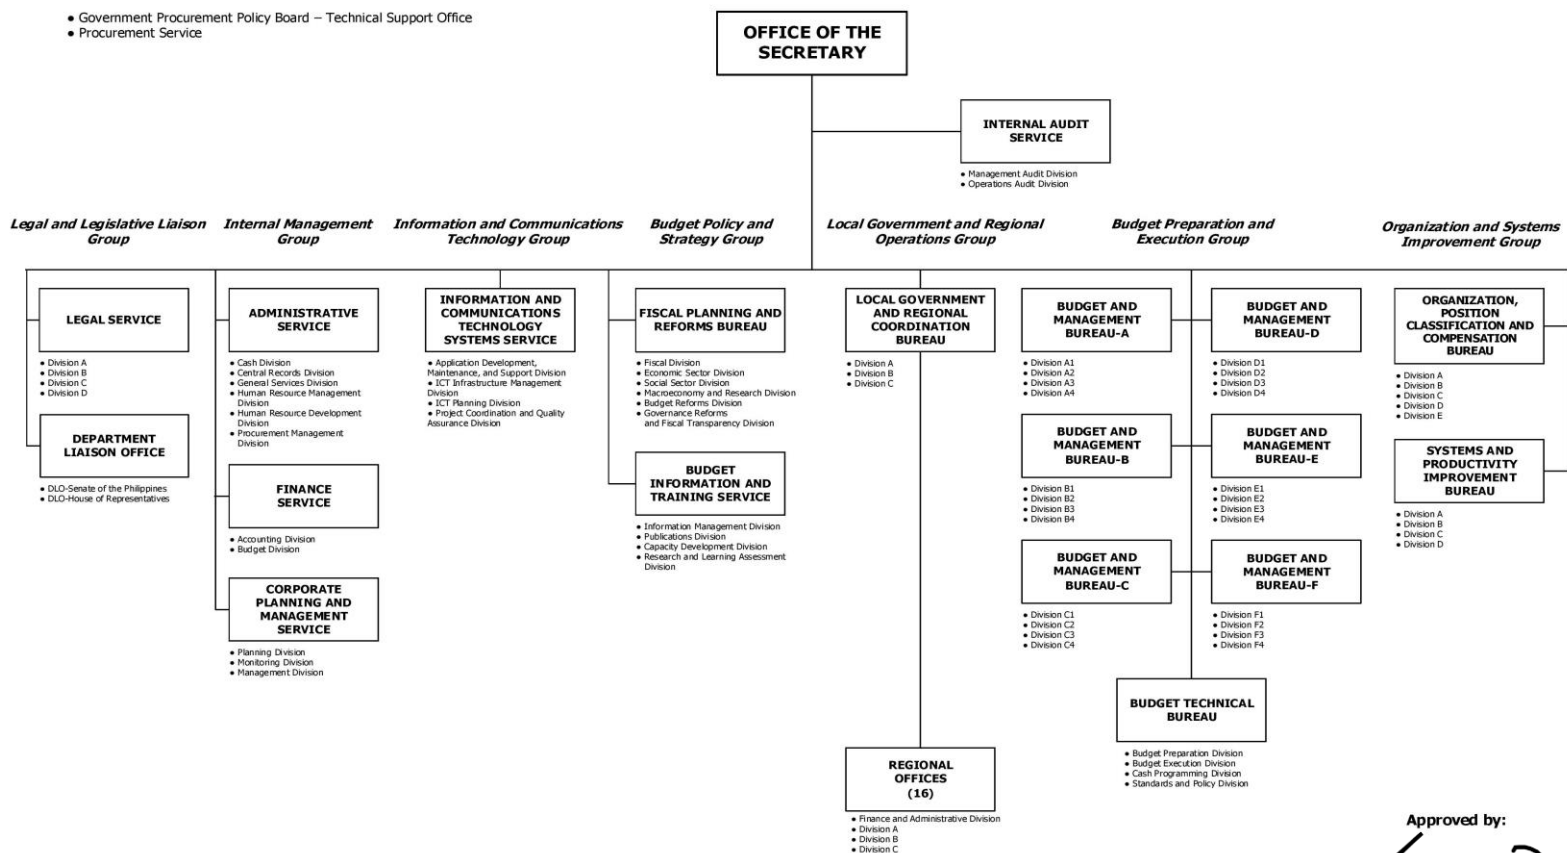 ● Government Procurement Policy Board – Technical Support Office
● Procurement Service
OFFICE OF THE
SECRETARY
INTERNAL AUDIT
SERVICE
● Management Audit Division
● Operations Audit Division
Legal and Legislative Liaison
Group
LEGAL SERVICE
● Division A
● Division B
● Division C
● Division D
DEPARTMENT
LIAISON OFFICE
● DLO-Senate of the Philippines
● DLO-House of Representatives
Internal Management
Group
ADMINISTRATIVE
SERVICE
● Cash Division
● Central Records Division
● General Services Division
● Human Resource Management
Division
● Human Resource Development
Division
● Procurement Management
Division
FINANCE
SERVICE
● Accounting Division
● Budget Division
CORPORATE
PLANNING AND
MANAGEMENT
SERVICE
● Planning Division
● Monitoring Division
● Management Division
Information and Communications
Technology Group
INFORMATION AND
COMMUNICATIONS
TECHNOLOGY
SYSTEMS SERVICE
● Application Development,
Maintenance, and Support Division
● ICT Infrastructure Management
Division
● ICT Planning Division
● Project Coordination and Quality
Assurance Division
Budget Policy and
Strategy Group
FISCAL PLANNING AND
REFORMS BUREAU
● Fiscal Division
● Economic Sector Division
● Social Sector Division
● Macroeconomy and Research Division
● Budget Reforms Division
● Governance Reforms
and Fiscal Transparency Division
BUDGET
INFORMATION AND
TRAINING SERVICE
● Information Management Division
● Publications Division
● Capacity Development Division
● Research and Learning Assessment
Division
Local Government and Regional
Operations Group
LOCAL GOVERNMENT
AND REGIONAL
COORDINATION
BUREAU
● Division A
● Division B
● Division C
REGIONAL
OFFICES
(16)
● Finance and Administrative Division
● Division A
● Division B
● Division C
Budget Preparation and
Execution Group
BUDGET AND
MANAGEMENT
BUREAU-A
● Division A1
● Division A2
● Division A3
● Division A4
BUDGET AND
MANAGEMENT
BUREAU-D
● Division D1
● Division D2
● Division D3
● Division D4
BUDGET AND
MANAGEMENT
BUREAU-B
● Division B1
● Division B2
● Division B3
● Division B4
BUDGET AND
MANAGEMENT
BUREAU-E
● Division E1
● Division E2
● Division E3
● Division E4
BUDGET AND
MANAGEMENT
BUREAU-C
● Division C1
● Division C2
● Division C3
● Division C4
BUDGET AND
MANAGEMENT
BUREAU-F
● Division F1
● Division F2
● Division F3
● Division F4
BUDGET TECHNICAL
BUREAU
● Budget Preparation Division
● Budget Execution Division
● Cash Programming Division
● Standards and Policy Division
Organization and Systems
Improvement Group
ORGANIZATION,
POSITION
CLASSIFICATION AND
COMPENSATION
BUREAU
● Division A
● Division B
● Division C
● Division D
● Division E
SYSTEMS AND
PRODUCTIVITY
IMPROVEMENT
BUREAU
● Division A
● Division B
● Division C
● Division D
Approved by: